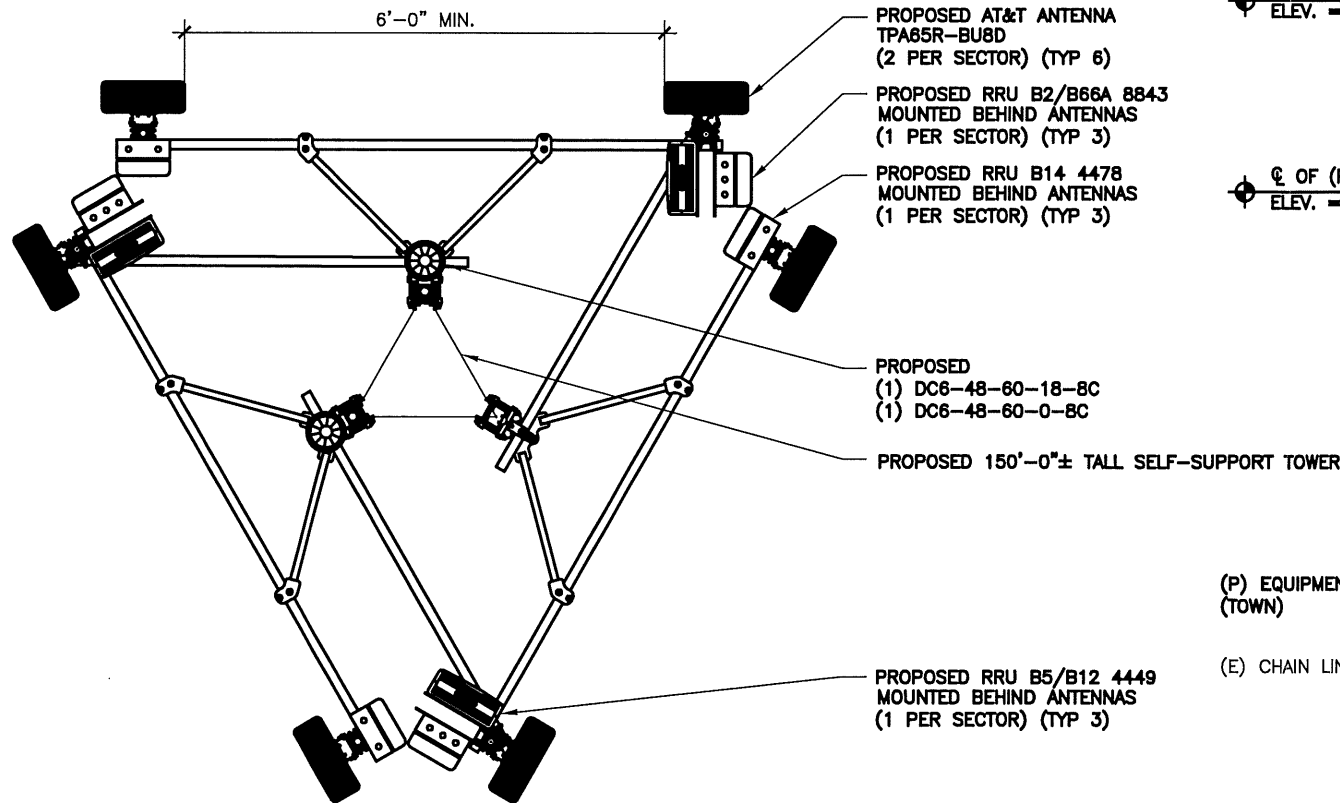 6'-0" MIN.
PROPOSED AT&T ANTENNA
TPA65R-BU8D
(2 PER SECTOR) (TYP 6)
PROPOSED RRU B2/B66A 8843
MOUNTED BEHIND ANTENNAS
(1 PER SECTOR) (TYP 3)
PROPOSED RRU B14 4478
MOUNTED BEHIND ANTENNAS
(1 PER SECTOR) (TYP 3)
PROPOSED
(1) DC6-48-60-18-8C
(1) DC6-48-60-0-8C
PROPOSED 150'-0"± TALL SELF-SUPPORT TOWER
PROPOSED RRU B5/B12 4449
MOUNTED BEHIND ANTENNAS
(1 PER SECTOR) (TYP 3)
ELEV. =
℄ OF
ELEV. =
(P)
(TOWN)
(E) CHAIN